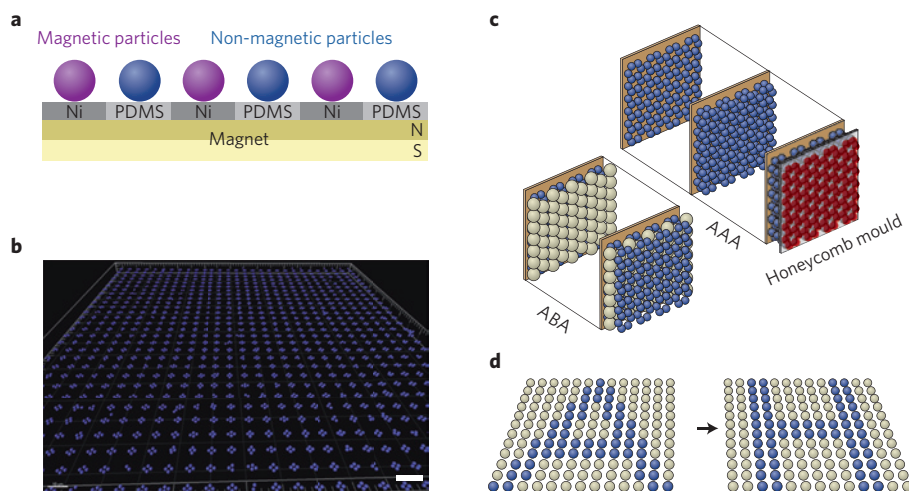 a
Magnetic particles Non-magnetic particles
Ni PDMS Ni PDMS Ni PDMS
Magnet
N
S
b
c
AAA
Honeycomb mould
ABA
d